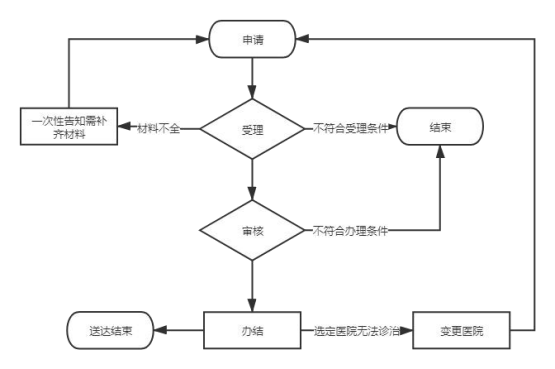 申请
一次性告知需补
齐材料
材料不全
受理
不符合受理条件
结束
审核
不符合办理条件
送达结束
办结
选定医院无法诊治
变更医院